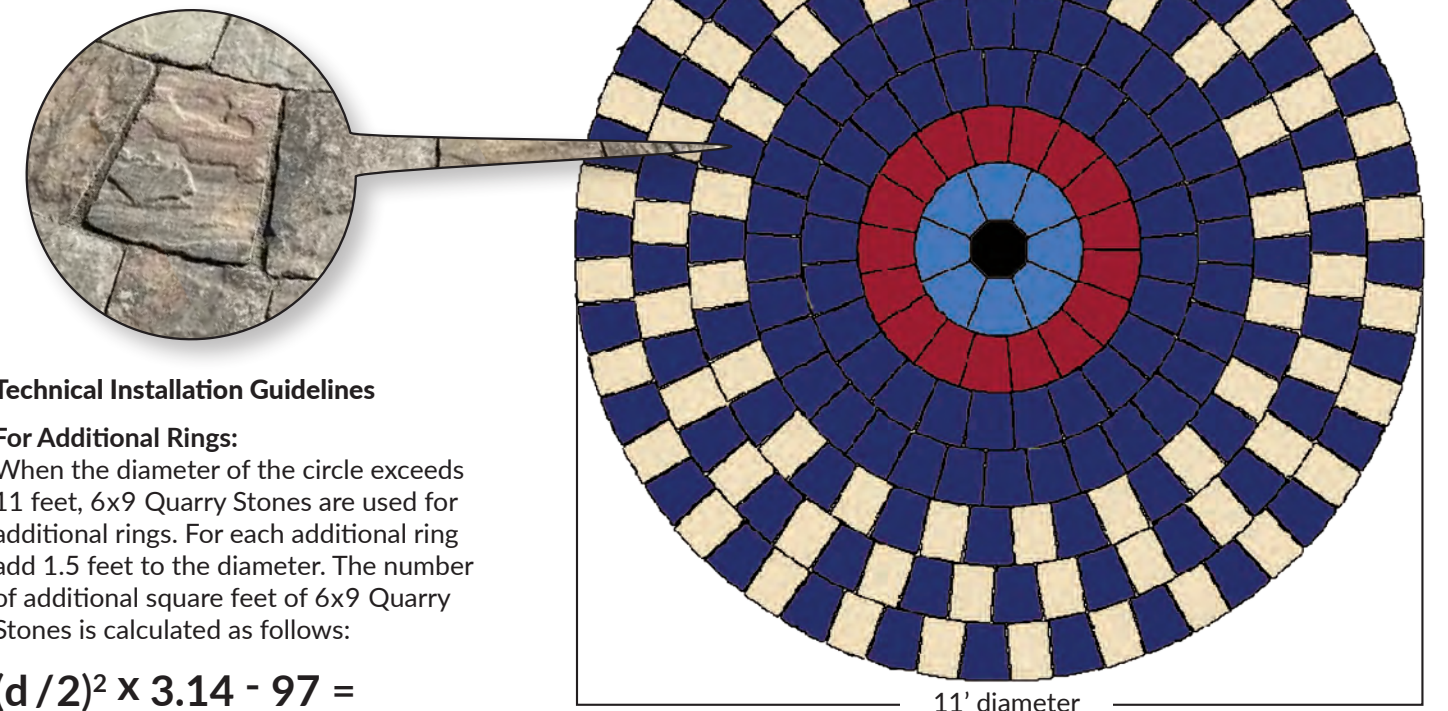 Technical Installation Guidelines
For Additional Rings:
When the diameter of the circle exceeds
11 feet, 6x9 Quarry Stones are used for
additional rings. For each additional ring
add 1.5 feet to the diameter. The number
of additional square feet of 6x9 Quarry
Stones is calculated as follows:
(d /2)² x 3.14 - 97 =
11' diameter